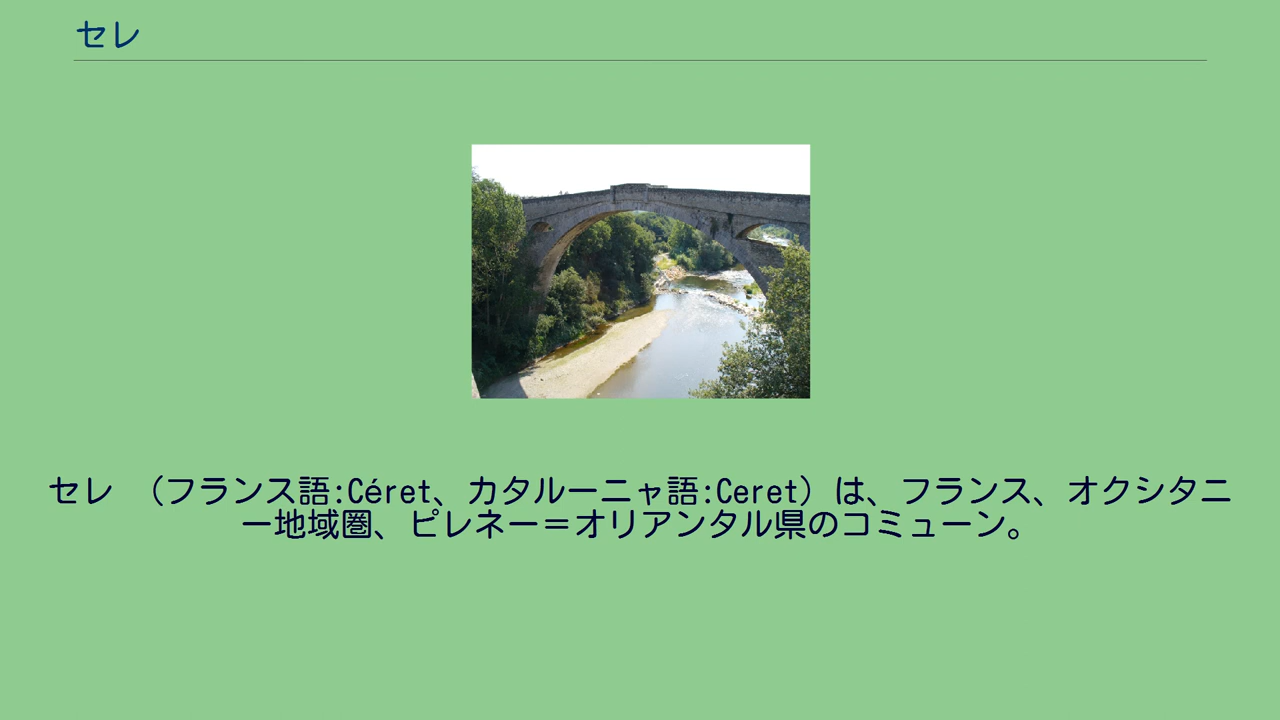 セレ
セレ （フランス語:Céret、カタルーニャ語:Ceret）は、フランス、オクシタニ
ー地域圏、ピレネー＝オリアンタル県のコミューン。